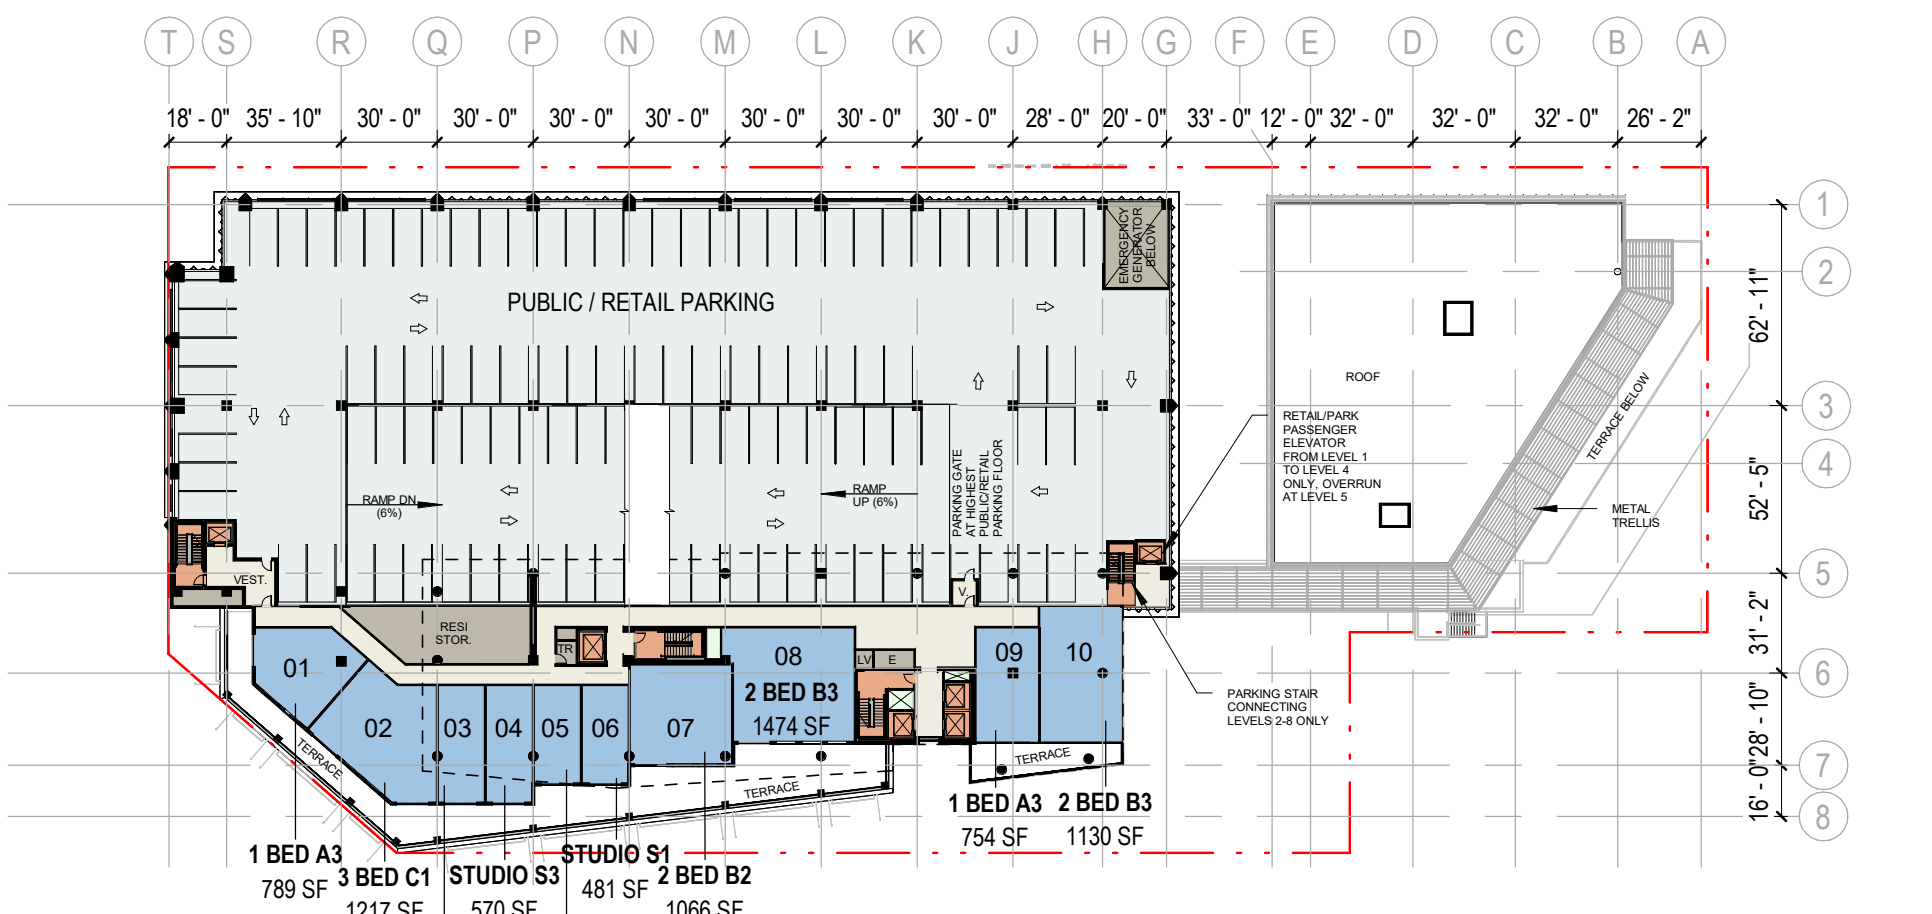 T S R Q P N M L K J H G F E D C B A
18' - 0" 35' - 10" 30' - 0" 30' - 0" 30' - 0" 30' - 0" 30' - 0" 30' - 0" 30' - 0" 28' - 0" 20' - 0" 33' - 0" 12' - 0" 32' - 0" 32' - 0" 32' - 0" 26' - 2"
1
2
3
4
5
6
7
8
62' - 11"
52' - 5"
31' - 2"
28' - 10"
16' - 0"
EMERGENCY
GENERATOR
BELOW
PUBLIC / RETAIL PARKING
ROOF
TERRACE BELOW
RETAIL/PARK
PASSENGER
ELEVATOR
FROM LEVEL 1
TO LEVEL 4
ONLY, OVERRUN
AT LEVEL 5
METAL
TRELLIS
RAMP DN
(6%)
RAMP
UP (6%)
PARKING GATE
AT HIGHEST
PUBLIC/RETAIL
PARKING FLOOR
VEST.
V.
RESI
STOR.
TR
LV
E
PARKING STAIR
CONNECTING
LEVELS 2-8 ONLY
01
02
03
04
05
06
07
08
2 BED B3
1474 SF
09
10
TERRACE
TERRACE
TERRACE
1 BED A3
754 SF
2 BED B3
1130 SF
1 BED A3
789 SF
3 BED C1
1217 SF
STUDIO S3
570 SF
STUDIO S1
481 SF
2 BED B2
1066 SF